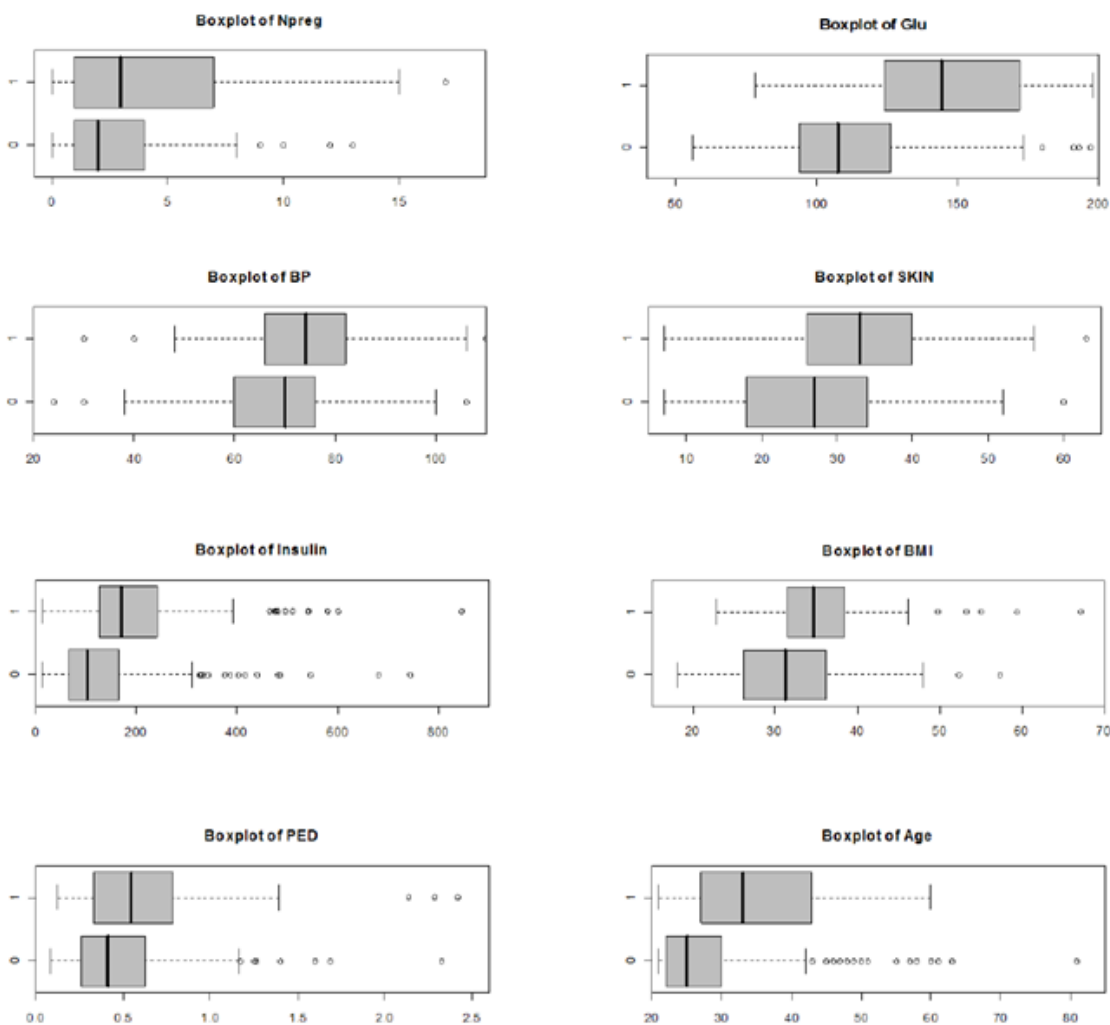 Boxplot of Npreg
1
0
0 5 10 15
Boxplot of Glu
1
0
50 100 150 200
Boxplot of BP
1
0
20 40 60 80 100
Boxplot of SKIN
1
0
10 20 30 40 50 60
Boxplot of Insulin
1
0
0 200 400 600 800
Boxplot of BMI
1
0
20 30 40 50 60 70
Boxplot of PED
1
0
0.0 0.5 1.0 1.5 2.0 2.5
Boxplot of Age
1
0
20 30 40 50 60 70 80